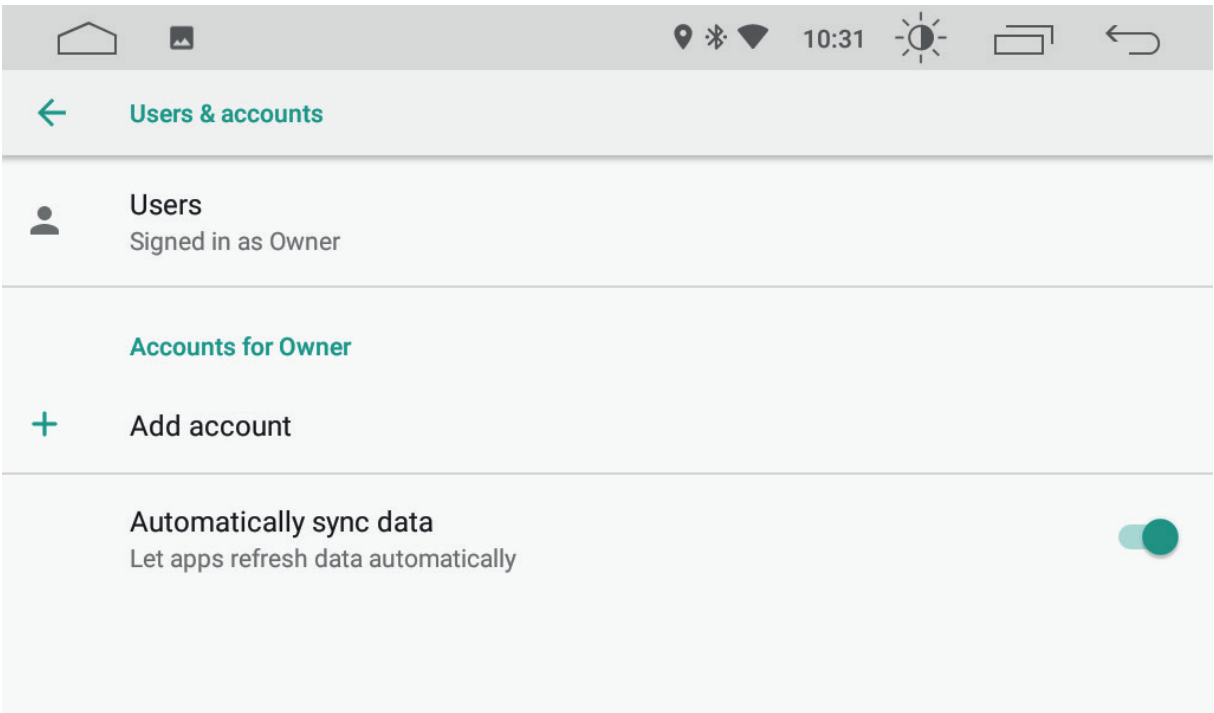 10:31
Users & accounts
Users
Signed in as Owner
Accounts for Owner
Add account
Automatically sync data
Let apps refresh data automatically